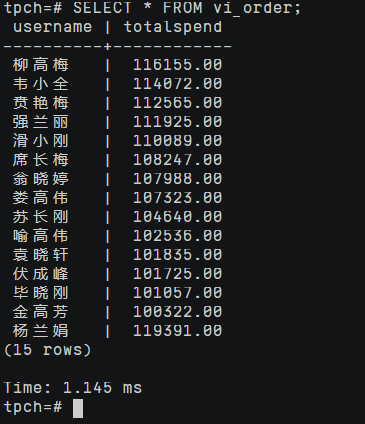 tpch=# SELECT * FROM vi_order;
 username | totalspend
----------+------------
 柳高梅   |  116155.00
 韦小全   |  114072.00
 贲艳梅   |  112565.00
 强兰丽   |  111925.00
 滑小刚   |  110089.00
 席长梅   |  108247.00
 翁晓婷   |  107988.00
 娄高伟   |  107323.00
 苏长刚   |  104640.00
 喻高伟   |  102536.00
 袁晓轩   |  101835.00
 伏成峰   |  101725.00
 毕晓刚   |  101057.00
 金高芳   |  100322.00
 杨兰娟   |  119391.00
(15 rows)

Time: 1.145 ms
tpch=#